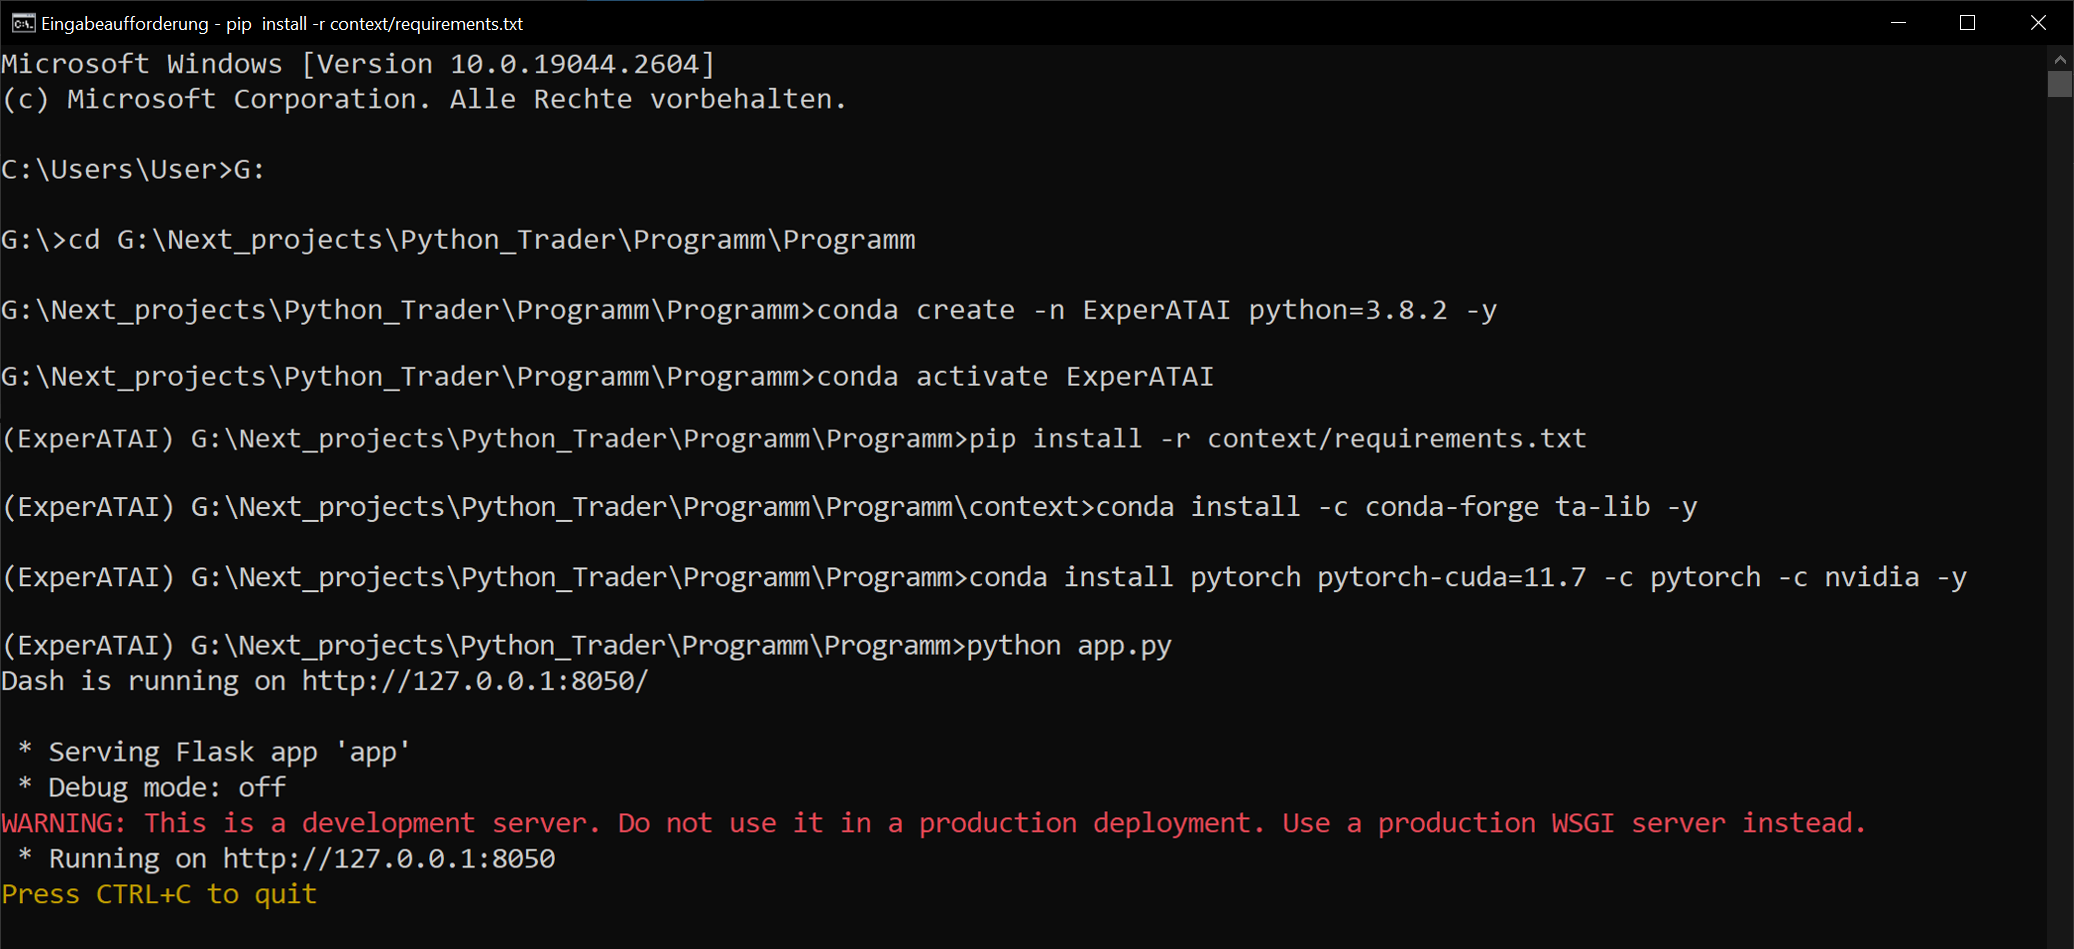 Eingabeaufforderung - pip  install -r context/requirements.txt
Microsoft Windows [Version 10.0.19044.2604]
(c) Microsoft Corporation. Alle Rechte vorbehalten.
C:\Users\User>G:
G:\>cd G:\Next_projects\Python_Trader\Programm\Programm
G:\Next_projects\Python_Trader\Programm\Programm>conda create -n ExperATAI python=3.8.2 -y
G:\Next_projects\Python_Trader\Programm\Programm>conda activate ExperATAI
(ExperATAI) G:\Next_projects\Python_Trader\Programm\Programm>pip install -r context/requirements.txt
(ExperATAI) G:\Next_projects\Python_Trader\Programm\Programm\context>conda install -c conda-forge ta-lib -y
(ExperATAI) G:\Next_projects\Python_Trader\Programm\Programm>conda install pytorch pytorch-cuda=11.7 -c pytorch -c nvidia -y
(ExperATAI) G:\Next_projects\Python_Trader\Programm\Programm>python app.py
Dash is running on http://127.0.0.1:8050/
* Serving Flask app 'app'
* Debug mode: off
WARNING: This is a development server. Do not use it in a production deployment. Use a production WSGI server instead.
* Running on http://127.0.0.1:8050
Press CTRL+C to quit